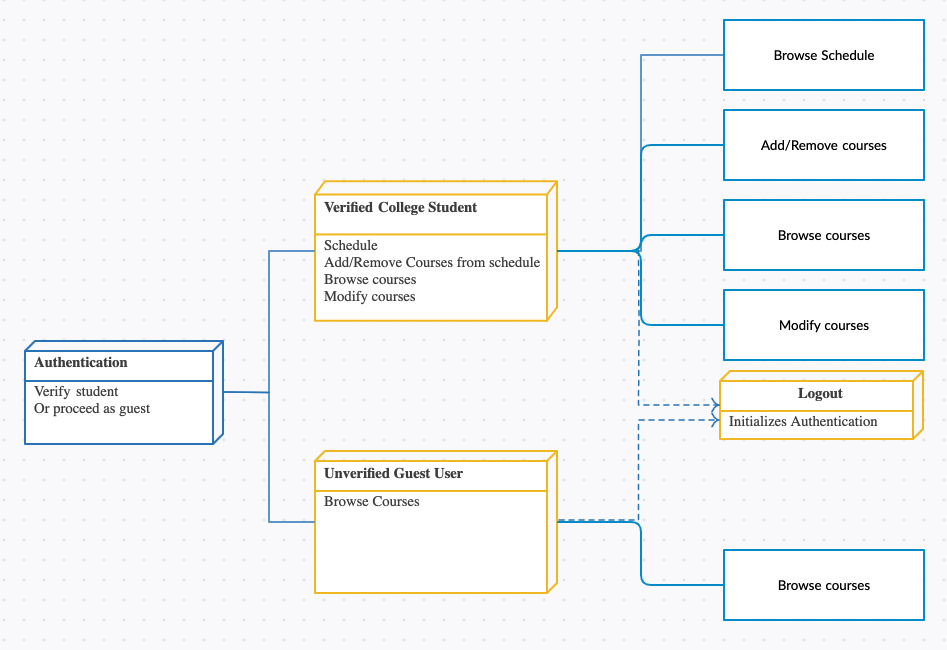 Browse Schedule
Add/Remove courses
Verified College Student
Schedule
Add/Remove Courses from schedule
Browse courses
Modify courses
Browse courses
Modify courses
Authentication
Verify student
Or proceed as guest
Logout
Initializes Authentication
Unverified Guest User
Browse Courses
Browse courses